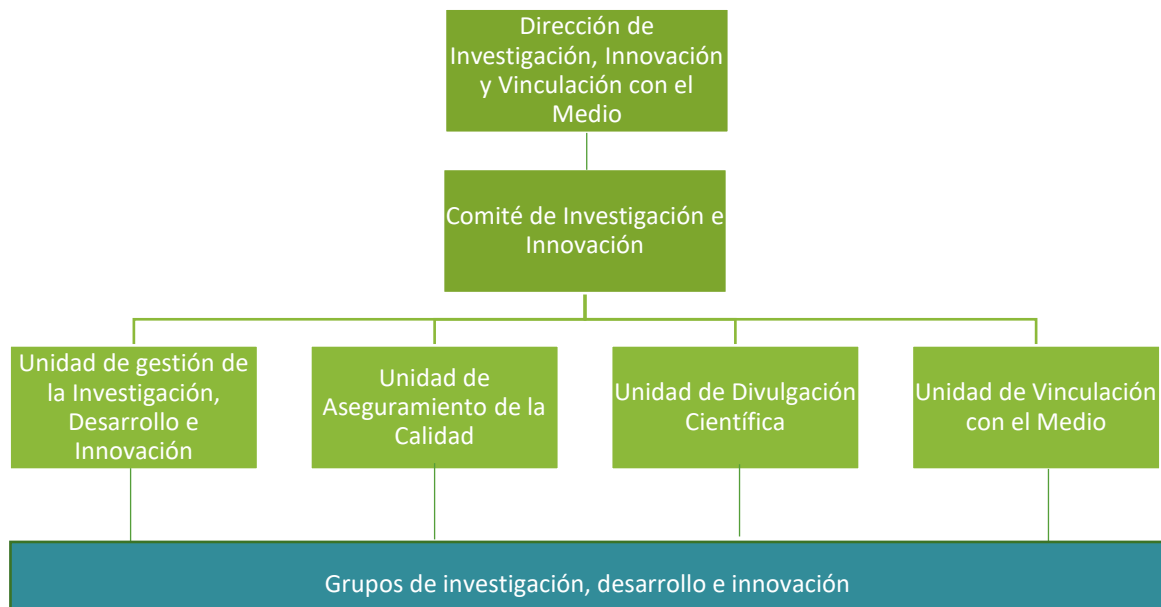 Dirección de
Investigación, Innovación
y Vinculación con el
Medio
Comité de Investigación e
Innovación
Unidad de gestión de
la Investigación,
Desarrollo e
Innovación
Unidad de
Aseguramiento de la
Calidad
Unidad de Divulgación
Científica
Unidad de Vinculación
con el Medio
Grupos de investigación, desarrollo e innovación